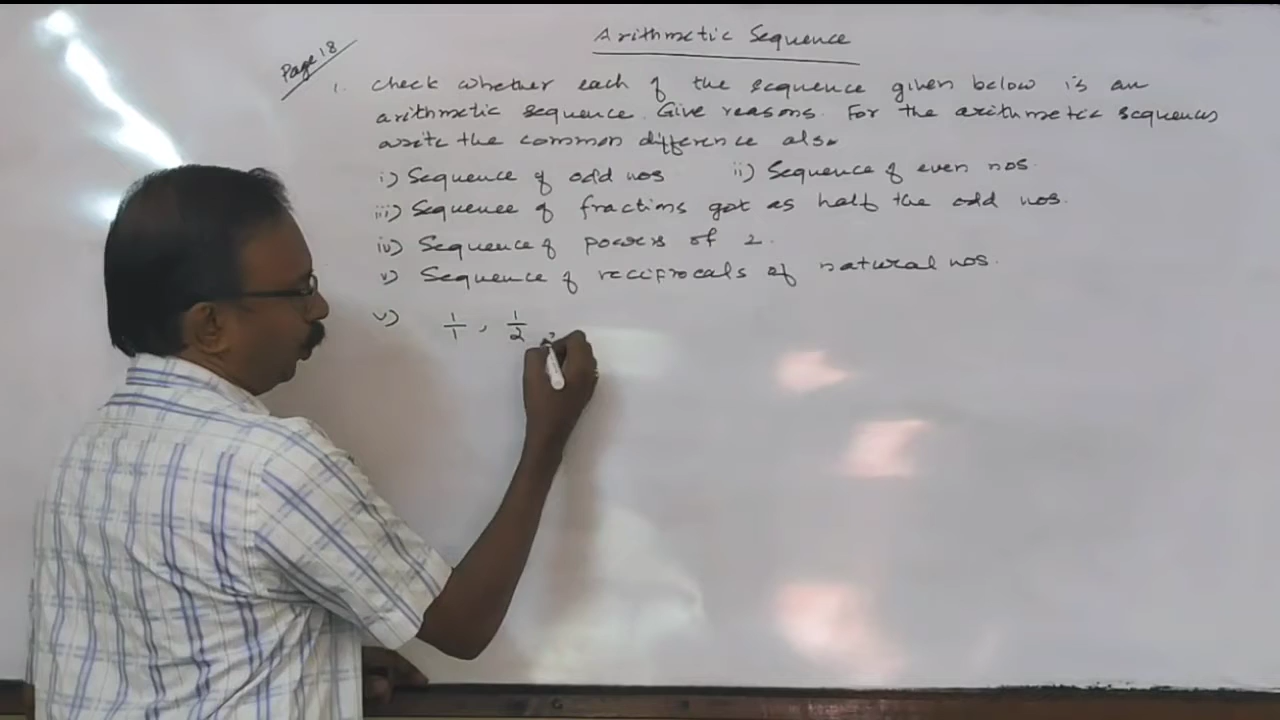 Arithmetic Sequence
Page 18
1. Check whether each of the sequence given below is an
arithmetic sequence. Give reasons. For the arithmetic sequences
write the common difference also
i) Sequence of odd nos ii) Sequence of even nos.
iii) Sequence of fractions got as half the odd nos.
iv) Sequence of powers of 2.
v) Sequence of reciprocals of natural nos.
v) 1/1, 1/2